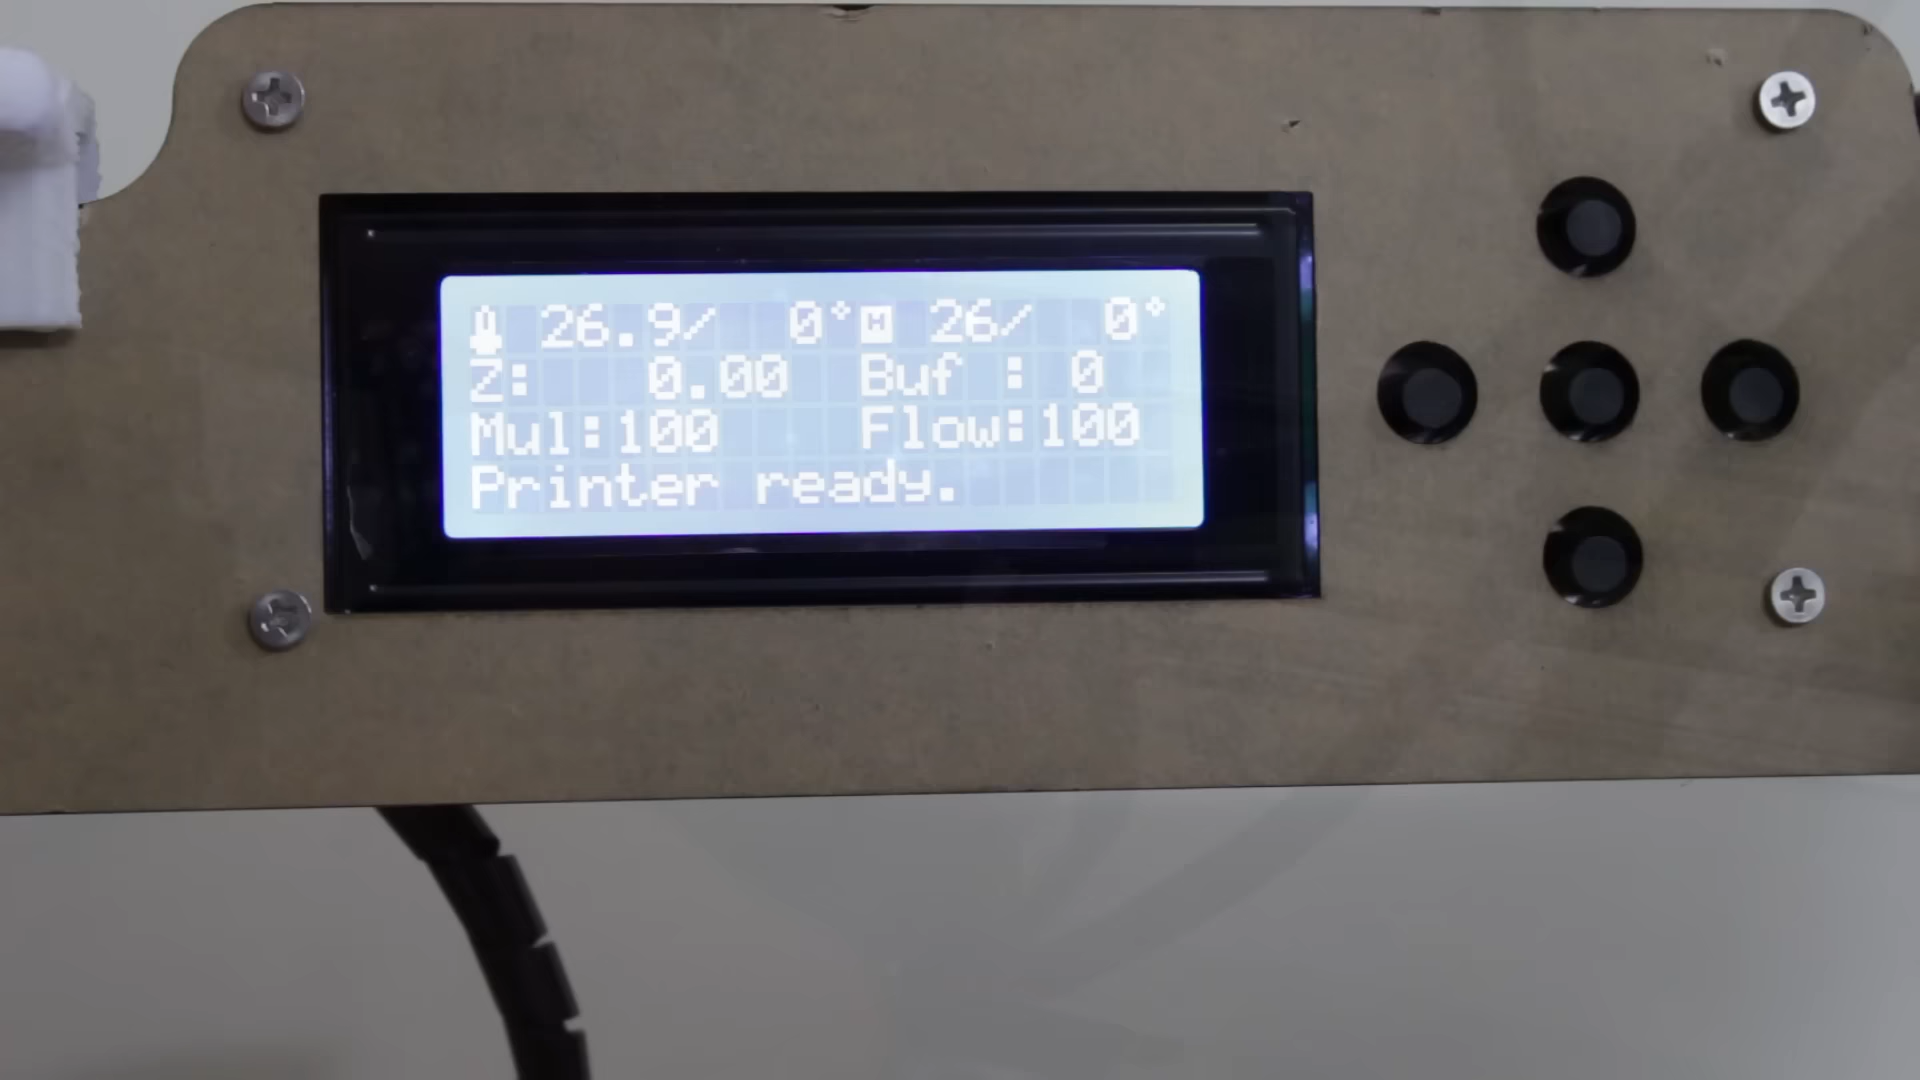 26.9/ 0° 26/ 0°
Z: 0.00 Buf : 0
Mul:100 Flow:100
Printer ready.